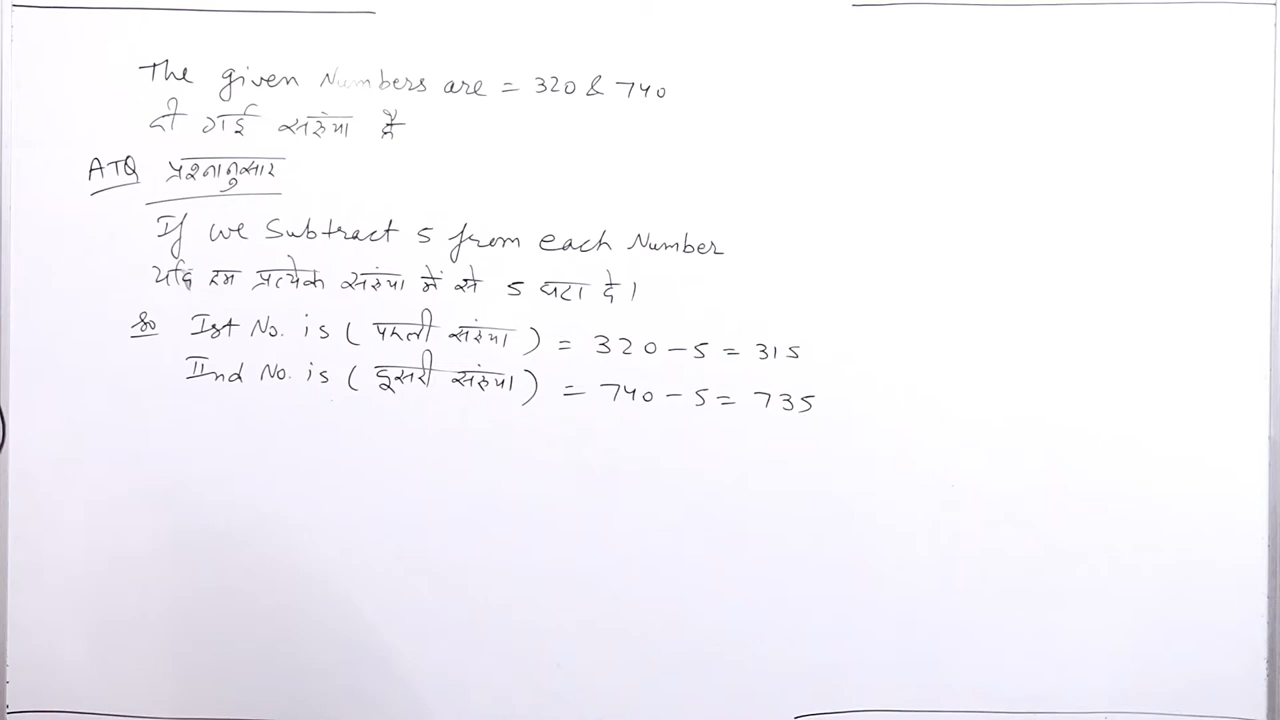 The given Numbers are = 320 & 740
दी गई संख्या है
ATQ प्रश्नानुसार
If we Subtract 5 from each Number
यदि हम प्रत्येक संख्या में से 5 घटा दे।
So Ist No. is ( पहली संख्या ) = 320 - 5 = 315
IInd No. is ( दूसरी संख्या ) = 740 - 5 = 735